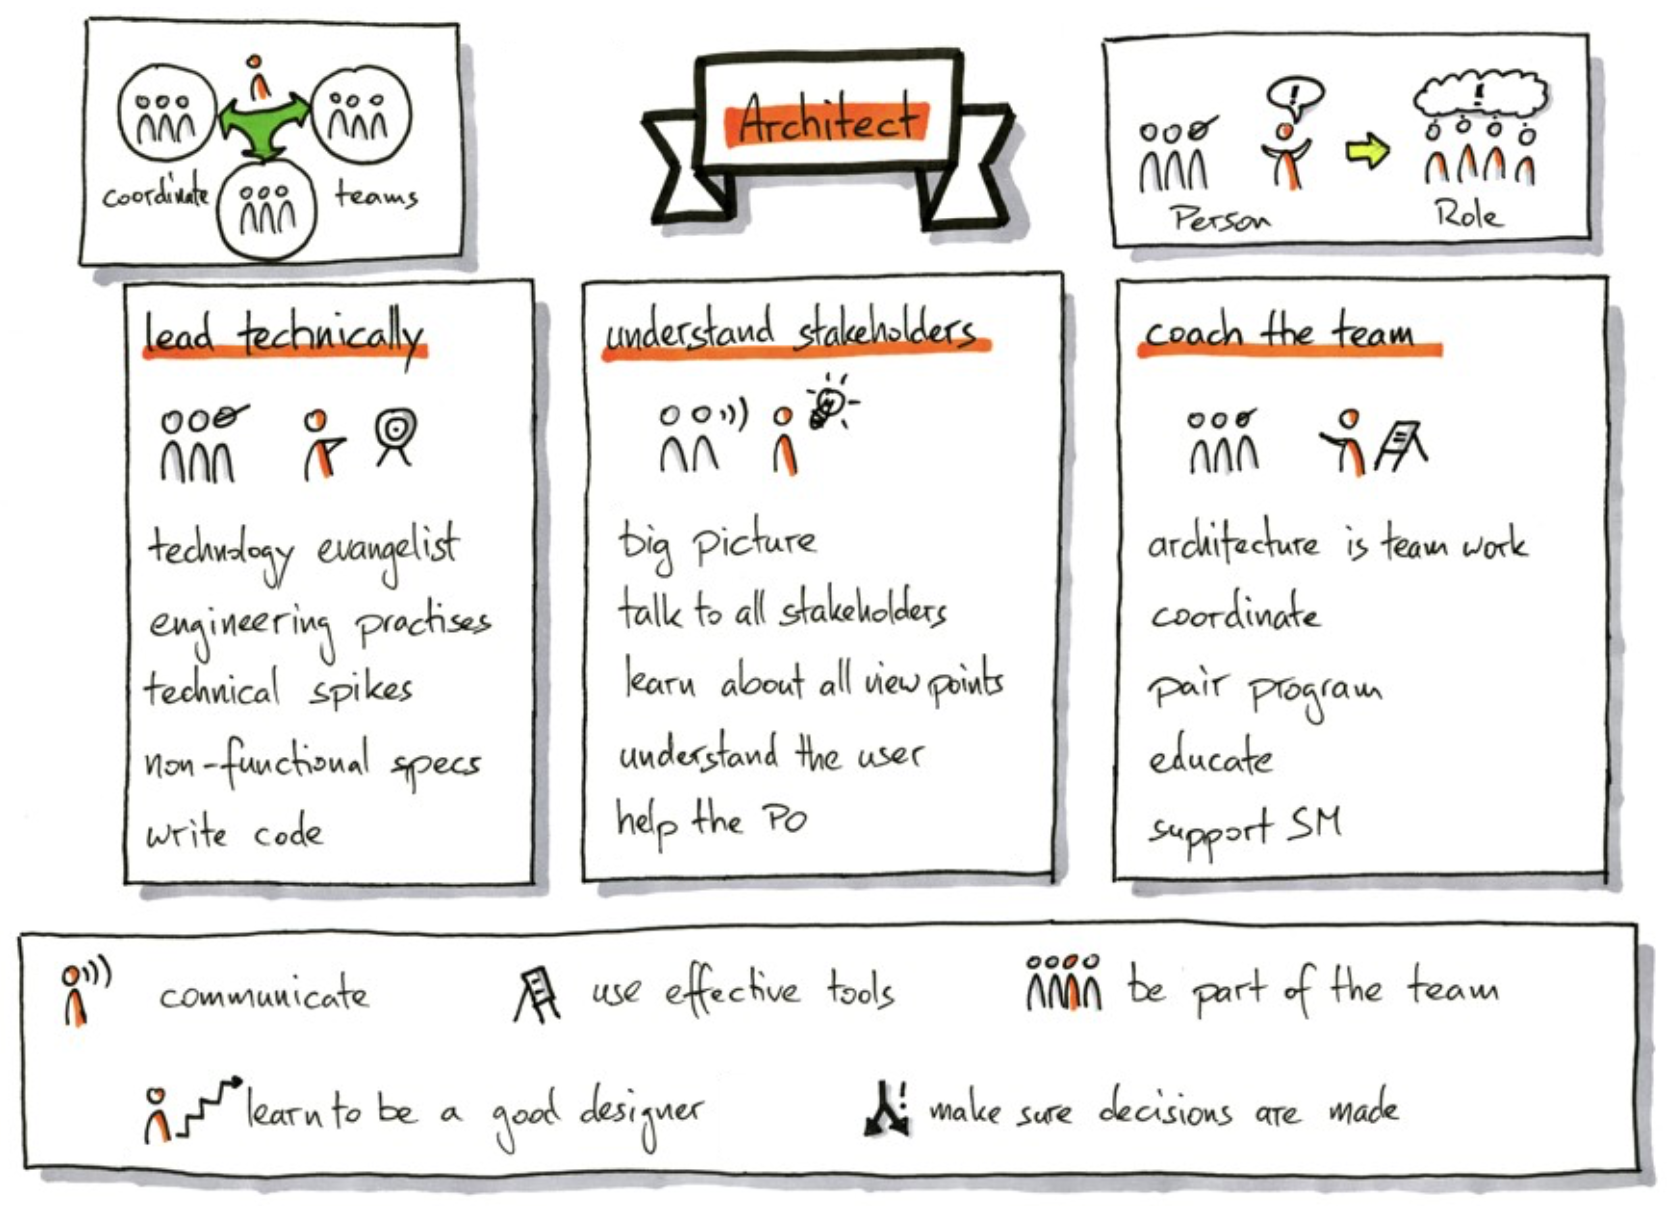 coordinate teams
Architect
!
!
Person
Role
lead technically
technology evangelist
engineering practises
technical spikes
non-functional specs
write code
understand stakeholders
big picture
talk to all stakeholders
learn about all view points
understand the user
help the PO
coach the team
architecture is team work
coordinate
pair program
educate
support SM
communicate
use effective tools
be part of the team
learn to be a good designer
! make sure decisions are made